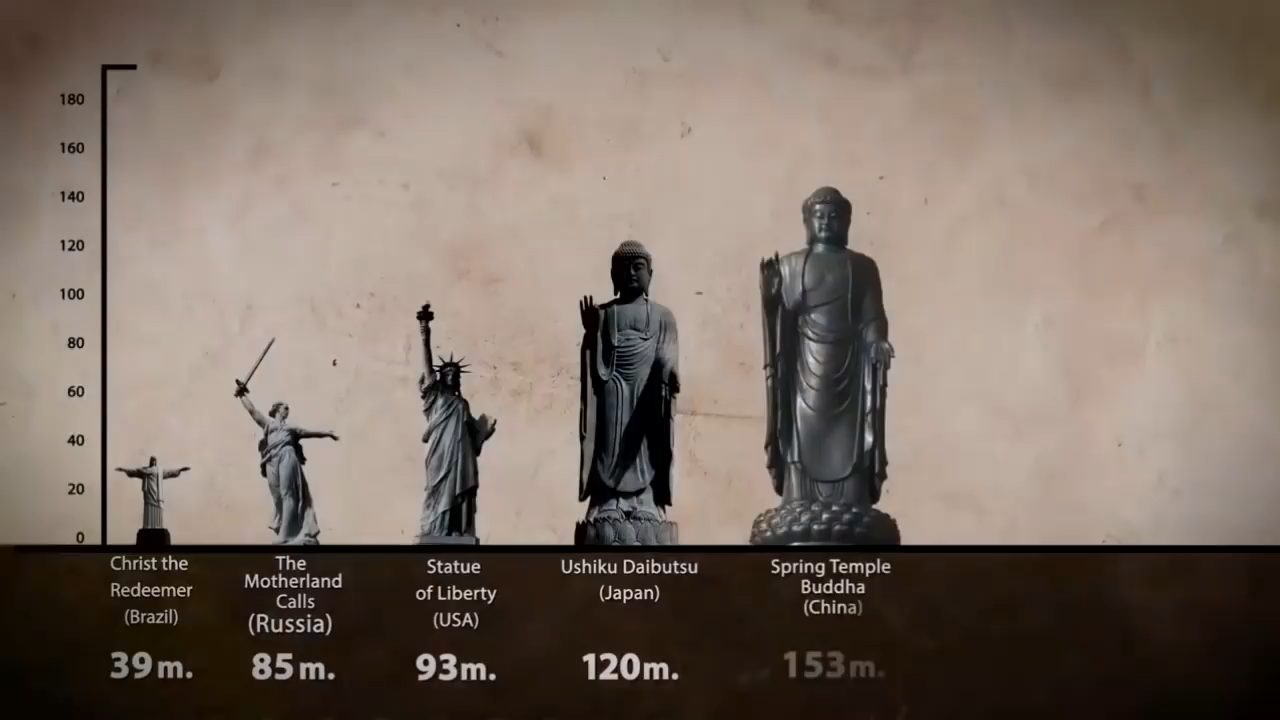 180
160
140
120
100
80
60
40
20
0
Christ the
Redeemer
(Brazil)
39m.
The
Motherland
Calls
(Russia)
85m.
Statue
of Liberty
(USA)
93m.
Ushiku Daibutsu
(Japan)
120m.
Spring Temple
Buddha
(China)
153m.